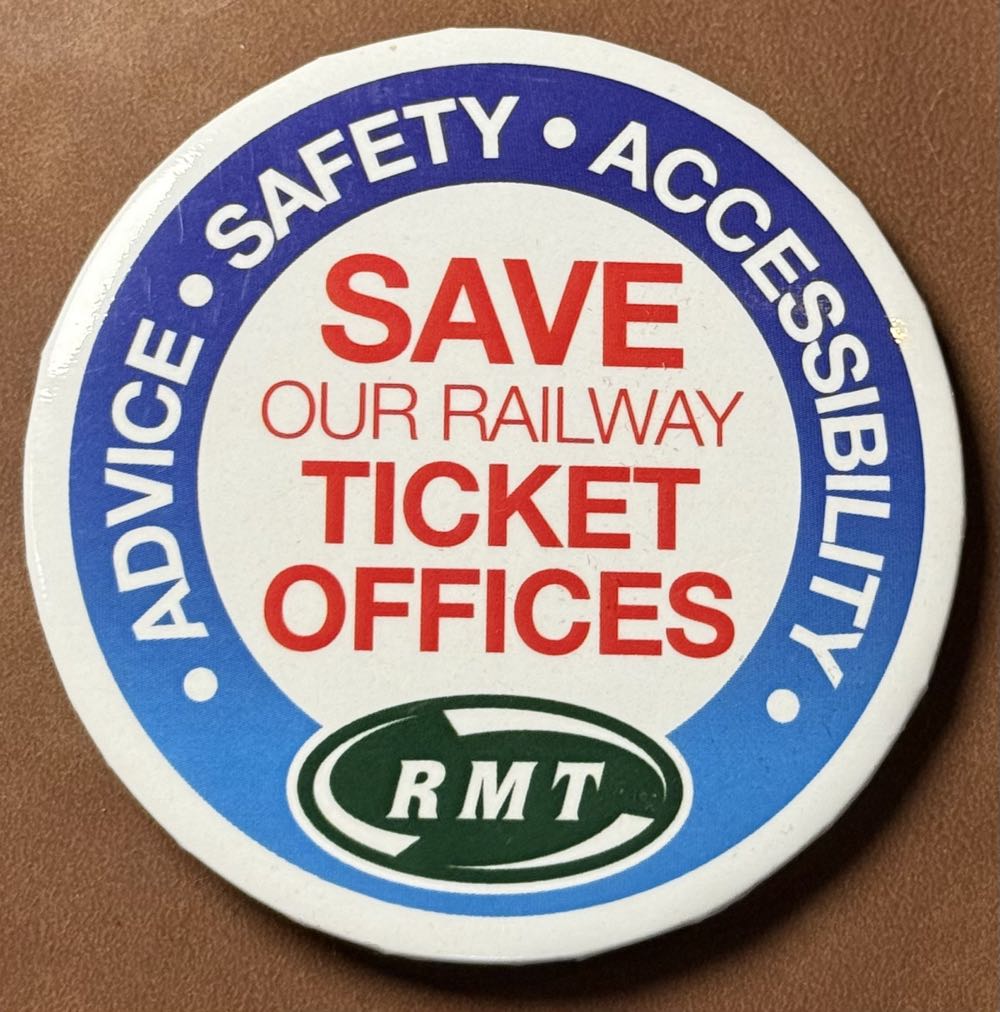 • ADVICE • SAFETY • ACCESSIBILITY •
SAVE
OUR RAILWAY
TICKET
OFFICES
RMT